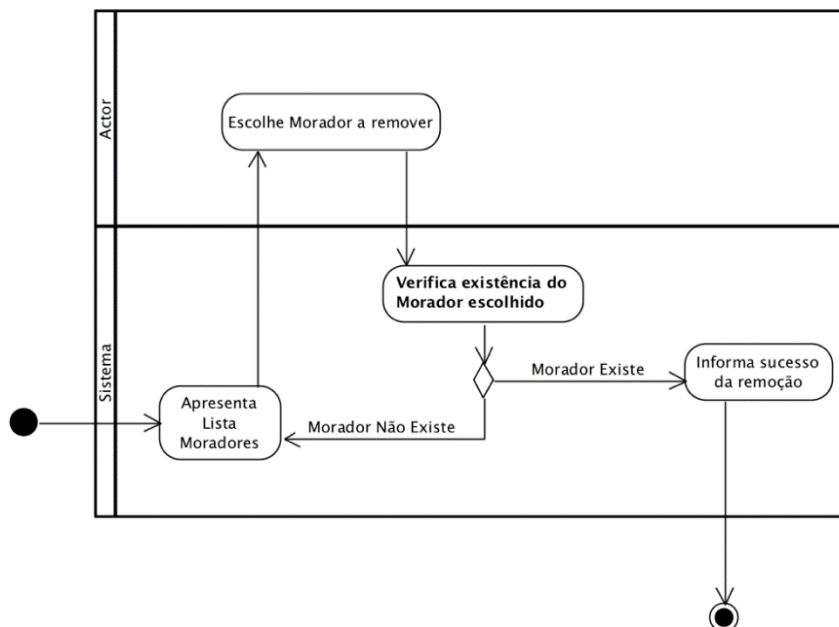 Actor
Escolhe Morador a remover
Sistema
Verifica existência do
Morador escolhido
Morador Existe
Informa sucesso
da remoção
Apresenta
Lista
Moradores
Morador Não Existe